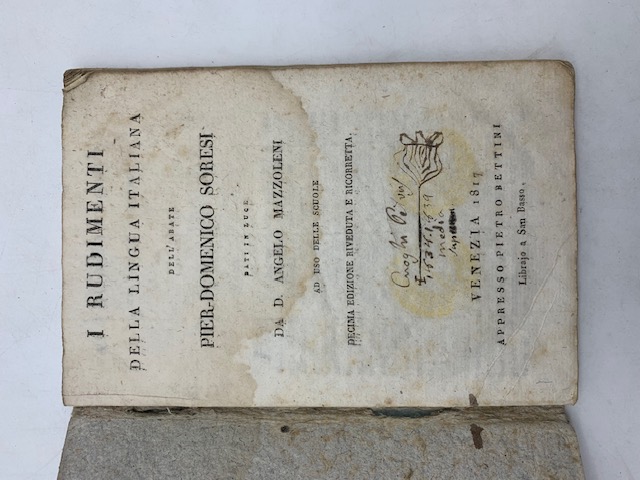 I RUDIMENTI
DELLA LINGUA ITALIANA
DELL'ABATE
PIER-DOMENICO SORESI
DATI IN LUCE
DA D. ANGELO MAZZOLENI
AD USO DELLE SCUOLE
DECIMA EDIZIONE RIVEDUTA E RICORRETTA.
media
VENEZIA 1817
APPRESSO PIETRO BETTINI
Librajo a San Basso.